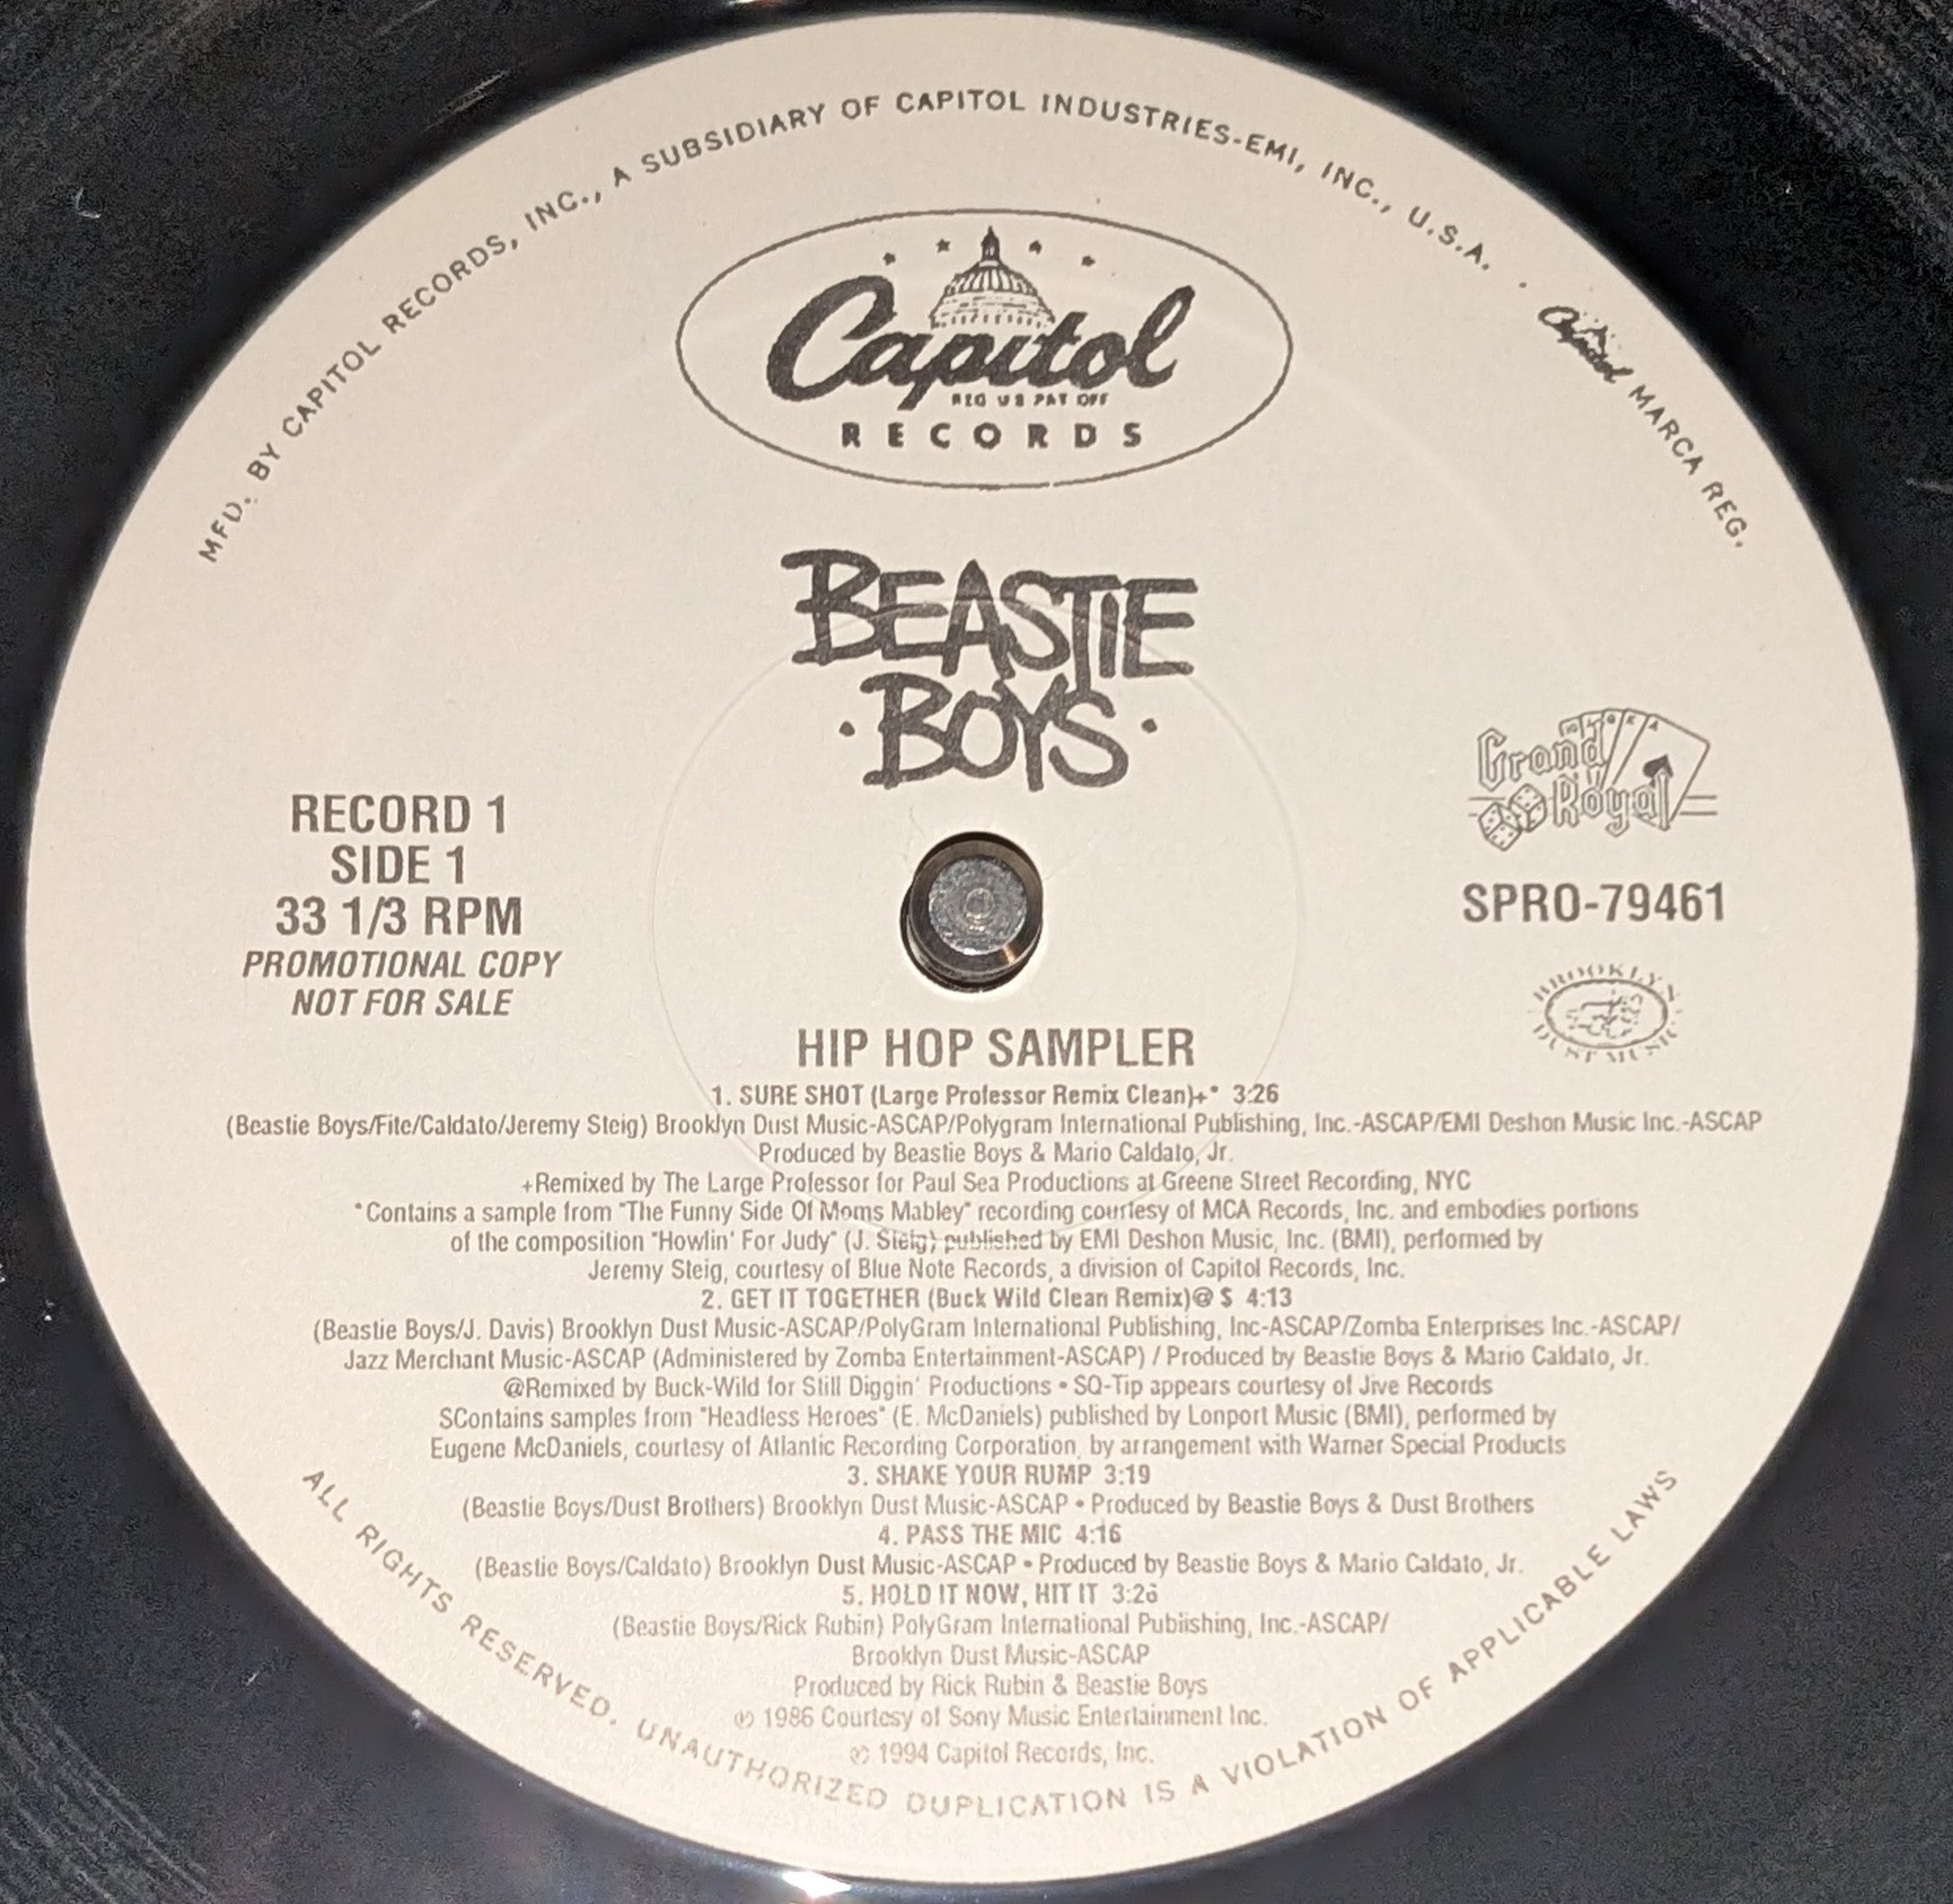 MFD. BY CAPITOL RECORDS, INC., A SUBSIDIARY OF CAPITOL INDUSTRIES-EMI, INC., U.S.A. · Capitol MARCA REG.
Capitol
REG US PAT OFF
RECORDS
BEASTIE
·BOYS·
Grand
Royal
RECORD 1
SIDE 1
33 1/3 RPM
PROMOTIONAL COPY
NOT FOR SALE
SPRO-79461
BROOKLYN
DUST MUSIC
HIP HOP SAMPLER
1. SURE SHOT (Large Professor Remix Clean)+* 3:26
(Beastie Boys/Fite/Caldato/Jeremy Steig) Brooklyn Dust Music-ASCAP/Polygram International Publishing, Inc.-ASCAP/EMI Deshon Music Inc.-ASCAP
Produced by Beastie Boys & Mario Caldato, Jr.
+Remixed by The Large Professor for Paul Sea Productions at Greene Street Recording, NYC
*Contains a sample from "The Funny Side Of Moms Mabley" recording courtesy of MCA Records, Inc. and embodies portions
of the composition "Howlin' For Judy" (J. Steig) published by EMI Deshon Music, Inc. (BMI), performed by
Jeremy Steig, courtesy of Blue Note Records, a division of Capitol Records, Inc.
2. GET IT TOGETHER (Buck Wild Clean Remix)@ $ 4:13
(Beastie Boys/J. Davis) Brooklyn Dust Music-ASCAP/PolyGram International Publishing, Inc-ASCAP/Zomba Enterprises Inc.-ASCAP/
Jazz Merchant Music-ASCAP (Administered by Zomba Entertainment-ASCAP) / Produced by Beastie Boys & Mario Caldato, Jr.
@Remixed by Buck-Wild for Still Diggin' Productions • SQ-Tip appears courtesy of Jive Records
SContains samples from "Headless Heroes" (E. McDaniels) published by Lonport Music (BMI), performed by
Eugene McDaniels, courtesy of Atlantic Recording Corporation, by arrangement with Warner Special Products
3. SHAKE YOUR RUMP 3:19
(Beastie Boys/Dust Brothers) Brooklyn Dust Music-ASCAP • Produced by Beastie Boys & Dust Brothers
4. PASS THE MIC 4:16
(Beastie Boys/Caldato) Brooklyn Dust Music-ASCAP • Produced by Beastie Boys & Mario Caldato, Jr.
5. HOLD IT NOW, HIT IT 3:26
(Beastie Boys/Rick Rubin) PolyGram International Publishing, Inc.-ASCAP/
Brooklyn Dust Music-ASCAP
Produced by Rick Rubin & Beastie Boys
℗ 1986 Courtesy of Sony Music Entertainment Inc.
℗ 1994 Capitol Records, Inc.
ALL RIGHTS RESERVED. UNAUTHORIZED DUPLICATION IS A VIOLATION OF APPLICABLE LAWS